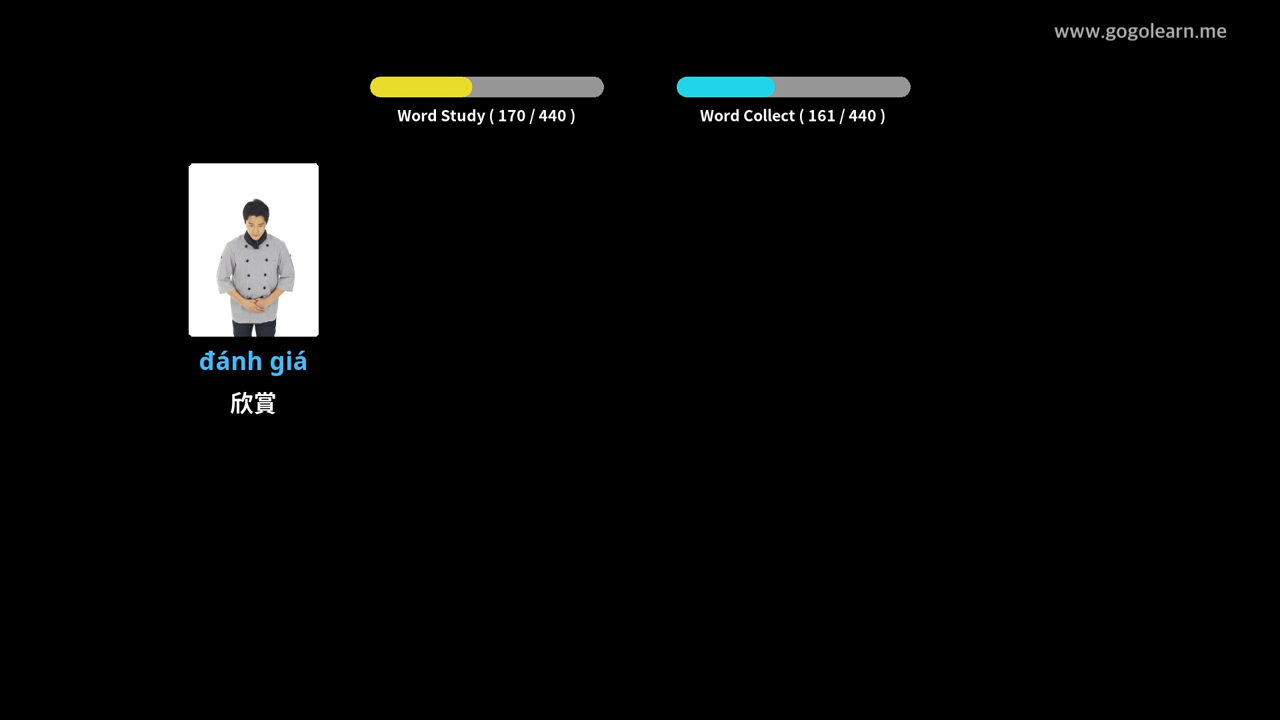 www.gogolearn.me
Word Study ( 170 / 440 )
Word Collect ( 161 / 440 )
đánh giá
欣賞